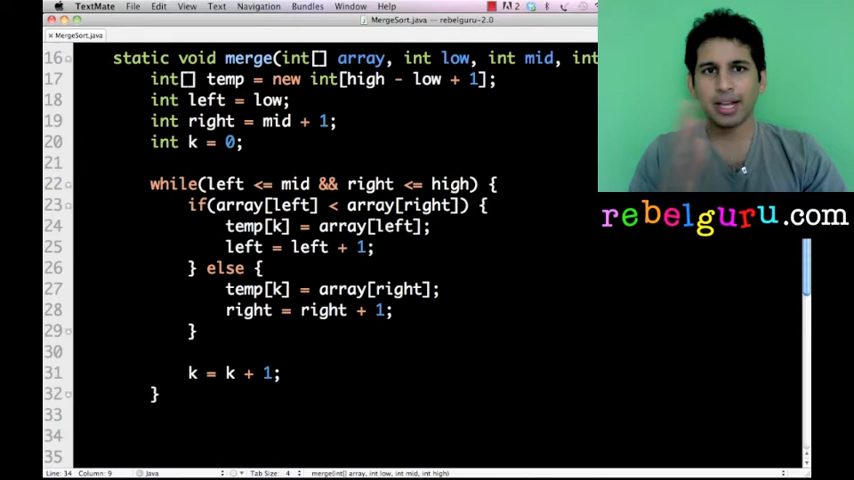 TextMate File Edit View Text Navigation Bundles Window Help
MergeSort.java — rebelguru-2.0
MergeSort.java
16 static void merge(int[] array, int low, int mid, int
17 int[] temp = new int[high - low + 1];
18 int left = low;
19 int right = mid + 1;
20 int k = 0;
21
22 while(left <= mid && right <= high) {
23 if(array[left] < array[right]) {
24 temp[k] = array[left];
25 left = left + 1;
26 } else {
27 temp[k] = array[right];
28 right = right + 1;
29 }
30
31 k = k + 1;
32 }
33
34
35
rebelguru.com
Line: 34 Column: 9 Java Tab Size: 4 merge(int[] array, int low, int mid, int high)